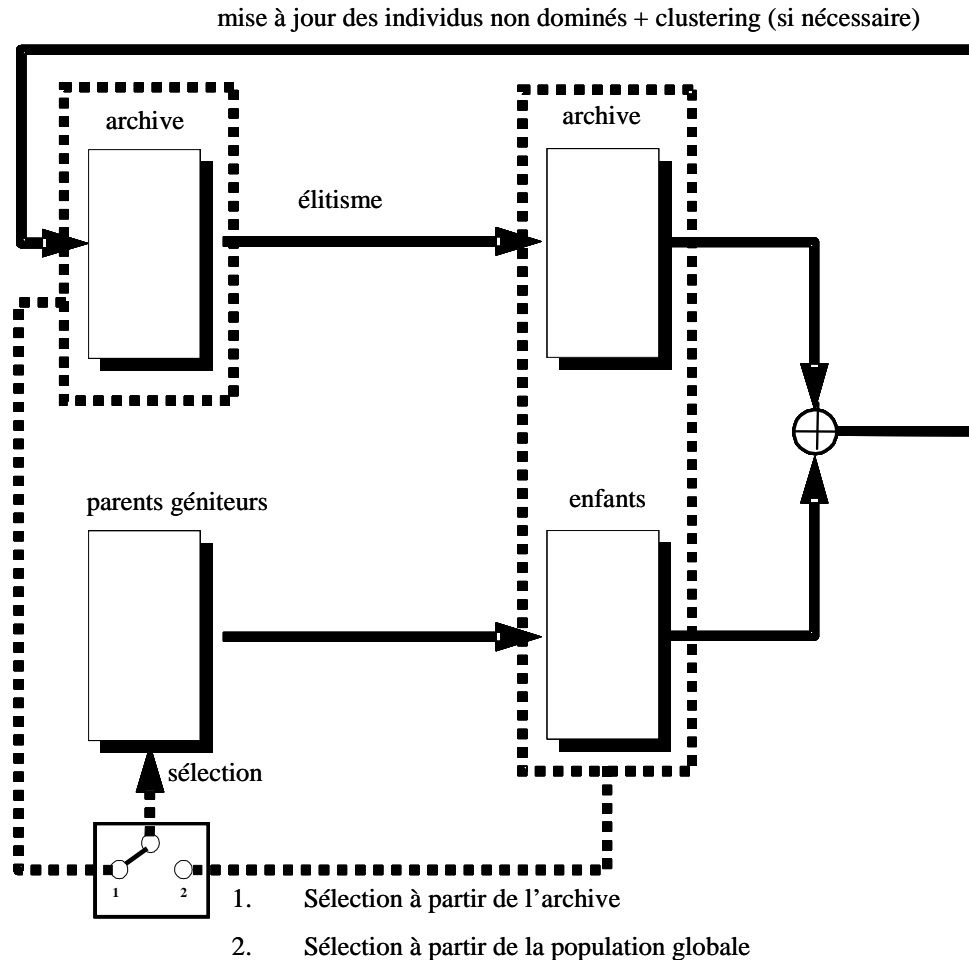 mise à jour des individus non dominés + clustering (si nécessaire)
archive
archive
élitisme
parents géniteurs
enfants
sélection
1 2
1. Sélection à partir de l’archive
2. Sélection à partir de la population globale